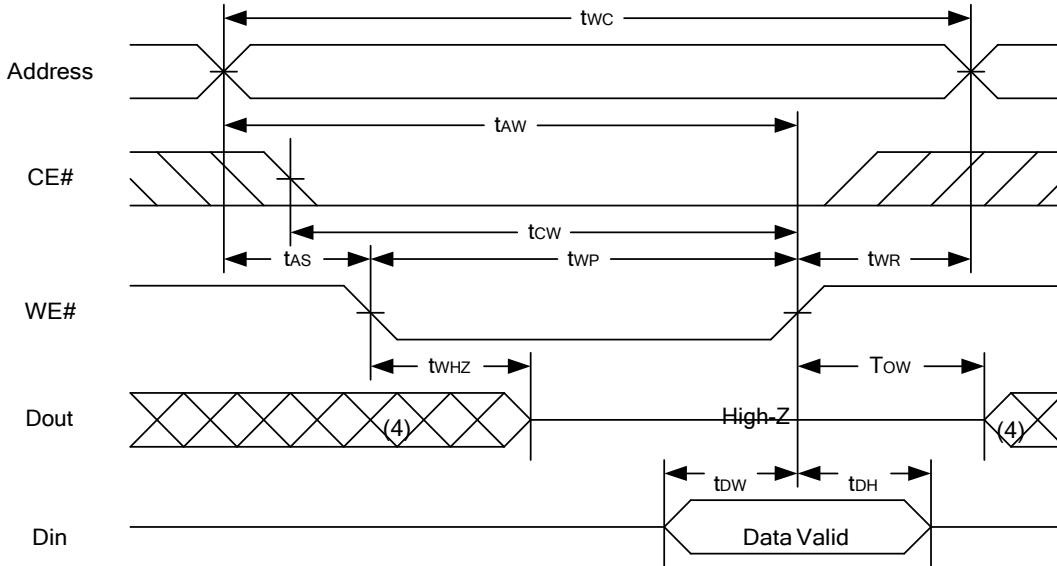 tWC
Address
tAW
CE#
tCW
tAS
tWP
tWR
WE#
tWHZ
TOW
Dout
(4)
High-Z
(4)
tDW
tDH
Din
Data Valid